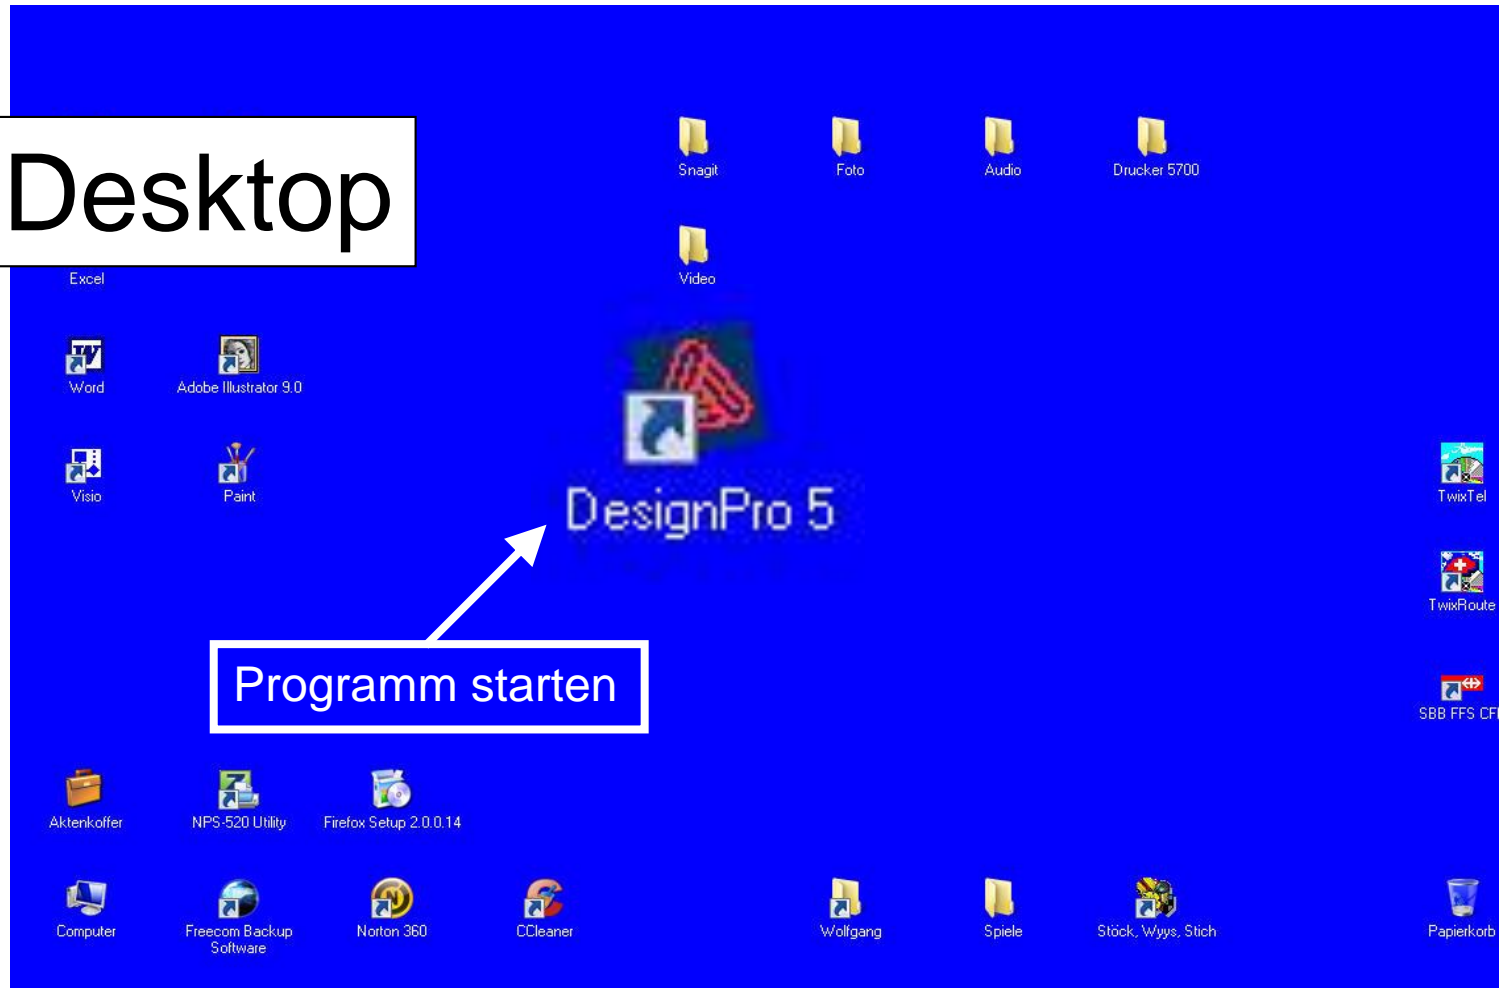 Desktop
Snagit
Foto
Audio
Drucker 5700
Video
Excel
Word
Adobe Illustrator 9.0
DesignPro 5
Visio
Paint
TwixTel
TwixRoute
Programm starten
SBB FFS CF
Aktenkoffer
NPS-520 Utility
Firefox Setup 2.0.0.14
Computer
Freecom Backup
Software
Norton 360
CCleaner
Wolfgang
Spiele
Stöck, Wyys, Stich
Papierkorb